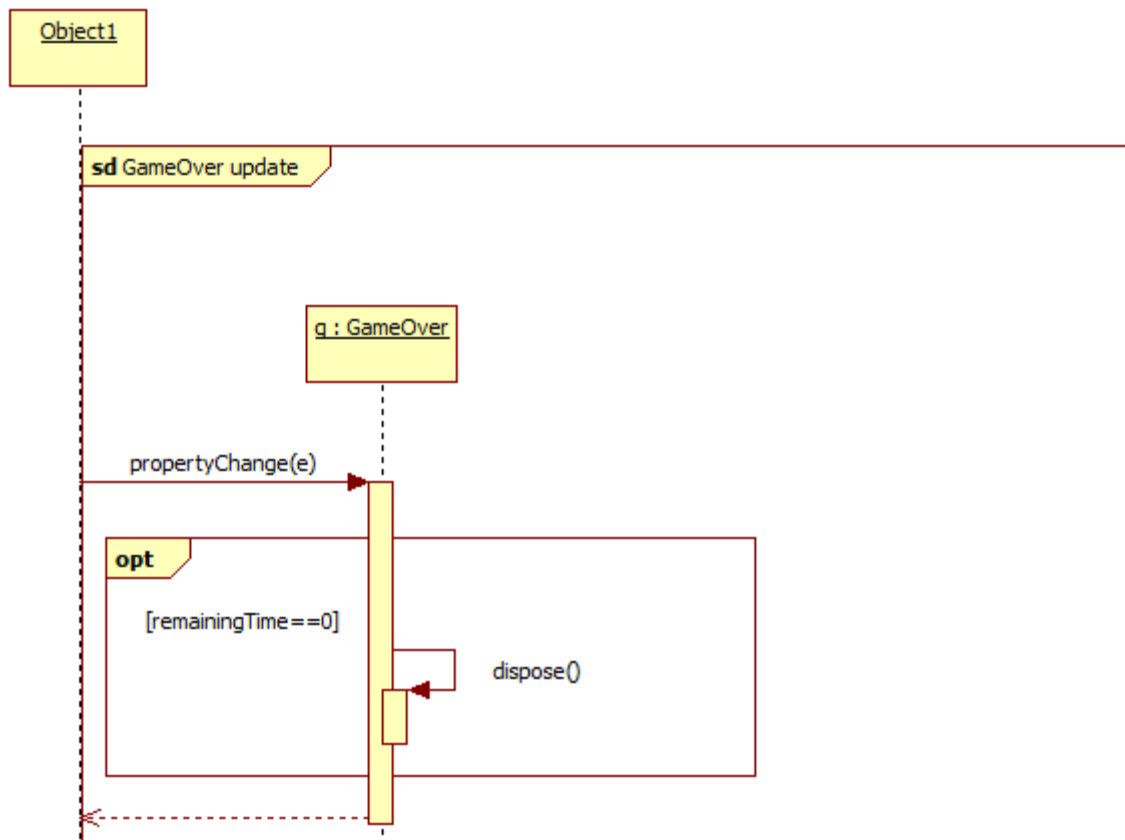 Object1
sd GameOver update
g : GameOver
propertyChange(e)
opt
[remainingTime==0]
dispose()